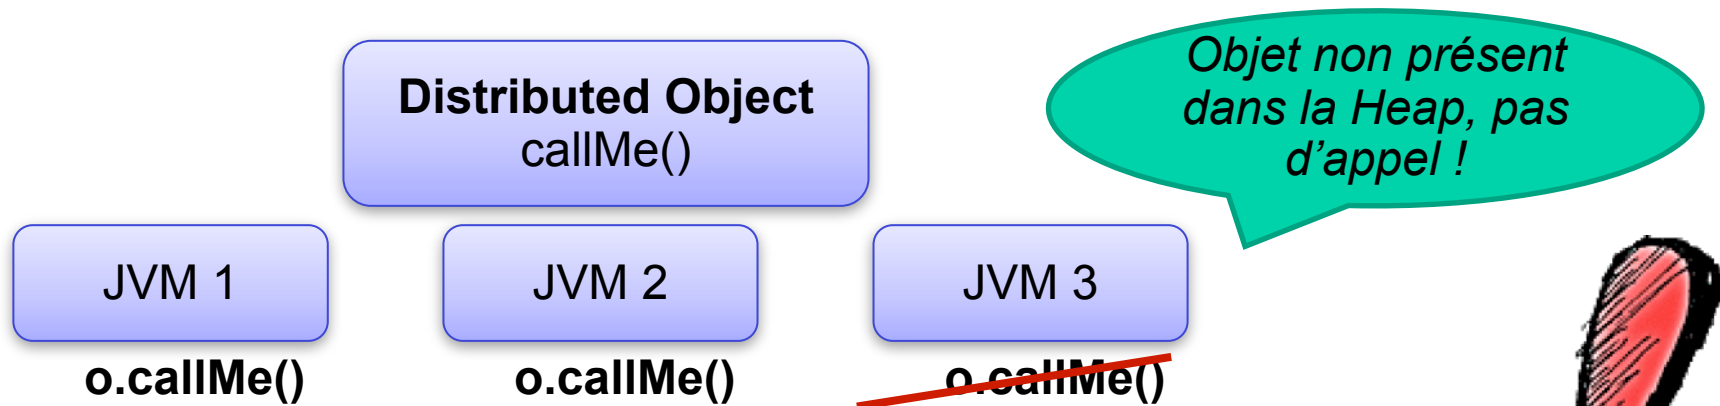 Distributed Object
callMe()
Objet non présent
dans la Heap, pas
d’appel !
JVM 1
JVM 2
JVM 3
o.callMe()
o.callMe()
o.callMe()